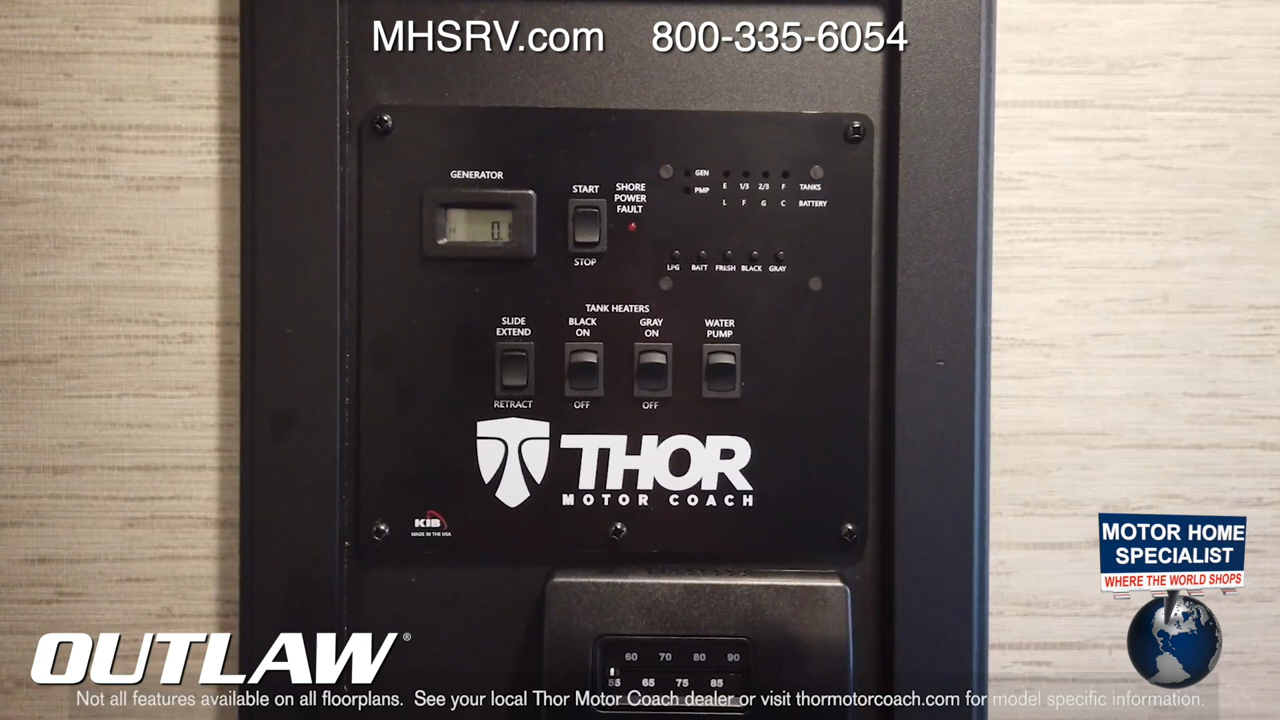 MHSRV.com 800-335-6054
GENERATOR
0.1
START
STOP
SHORE
POWER
FAULT
GEN
PMP
E 1/3 2/3 F TANKS
L F G C BATTERY
LPG BATT FRESH BLACK GRAY
TANK HEATERS
SLIDE
EXTEND
RETRACT
BLACK
ON
OFF
GRAY
ON
OFF
WATER
PUMP
THOR
MOTOR COACH
KIB
MADE IN THE USA
60 70 80 90
55 65 75 85
MOTOR HOME
SPECIALIST
WHERE THE WORLD SHOPS
OUTLAW®
Not all features available on all floorplans. See your local Thor Motor Coach dealer or visit thormotorcoach.com for model specific information.